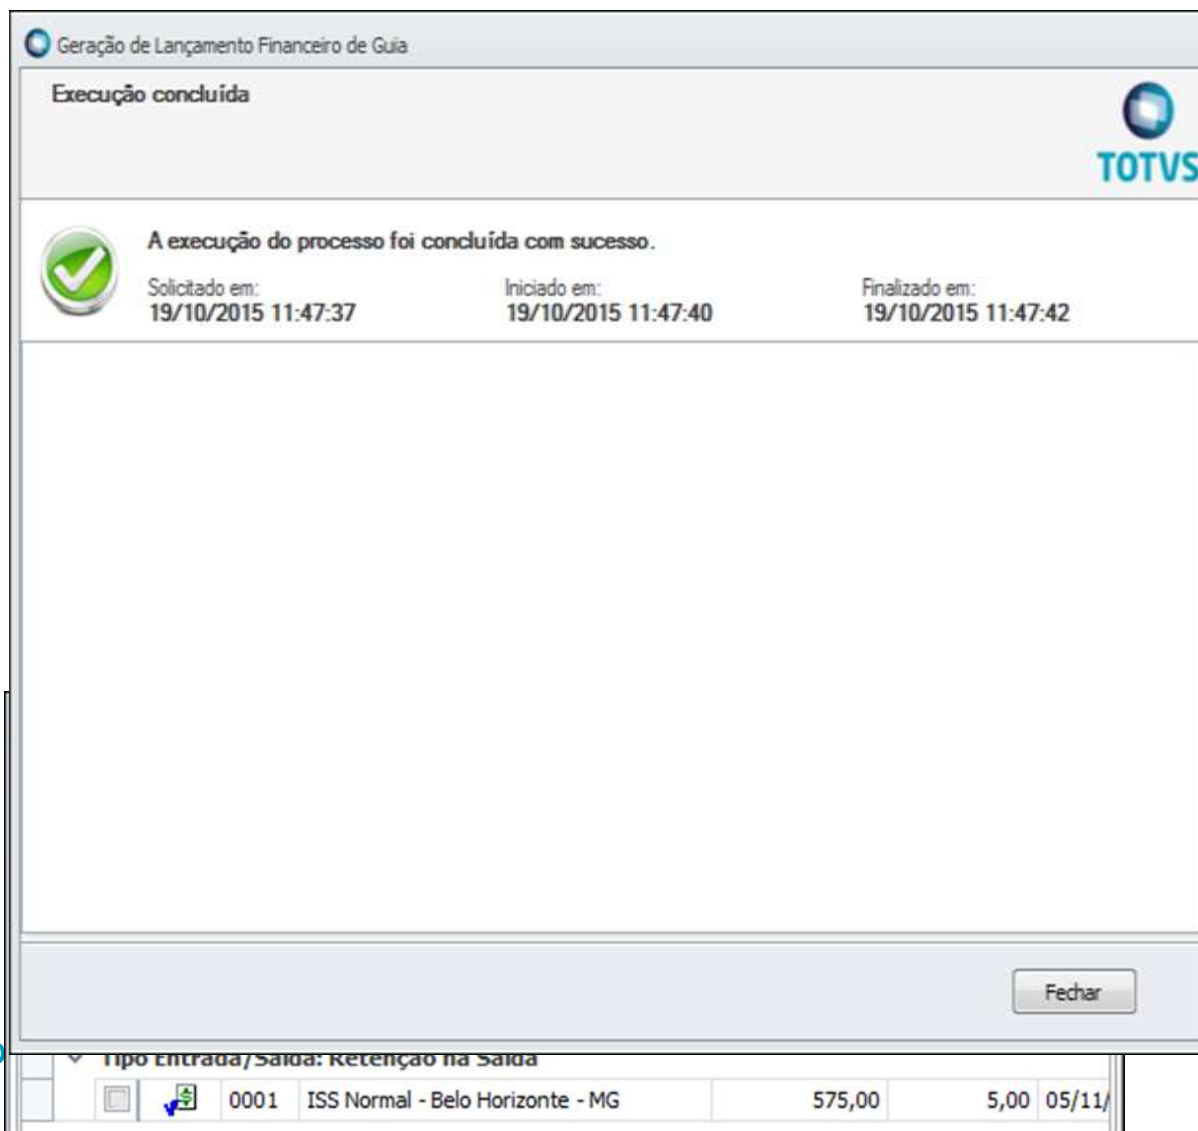 Geração de Lançamento Financeiro de Guia
Execução concluída
TOTVS
A execução do processo foi concluída com sucesso.
Solicitado em: Iniciado em: Finalizado em:
19/10/2015 11:47:37 19/10/2015 11:47:40 19/10/2015 11:47:42
Fechar
Tipo Entrada/Saída: Retenção na Saída
0001 ISS Normal - Belo Horizonte - MG 575,00 5,00 05/11/